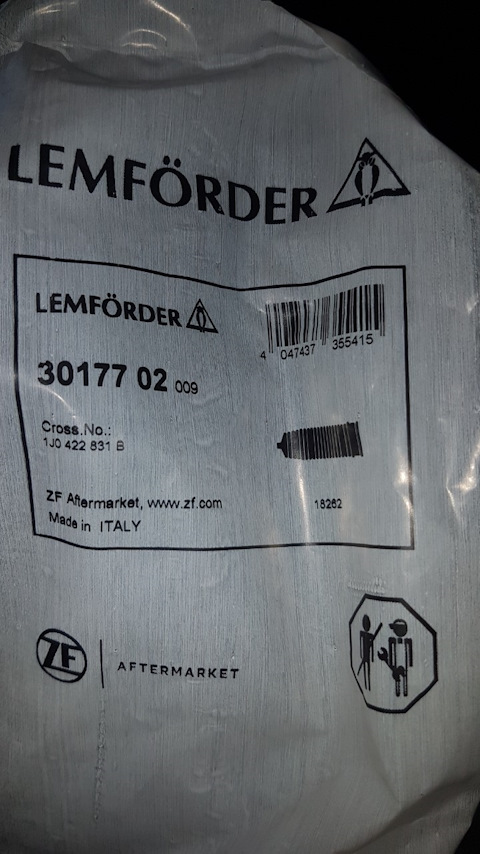 LEMFÖRDER
LEMFÖRDER
4 047437 355415
30177 02 009
Cross.No.:
1J0 422 831 B
ZF Aftermarket, www.zf.com
18262
Made in ITALY
ZF AFTERMARKET